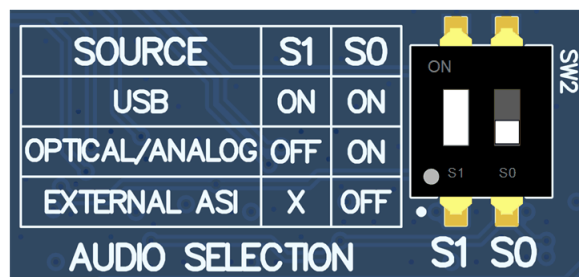 SOURCE S1 S0
USB ON ON
OPTICAL/ANALOG OFF ON
EXTERNAL ASI X OFF
AUDIO SELECTION
ON
S1 S0
SW2
S1 S0